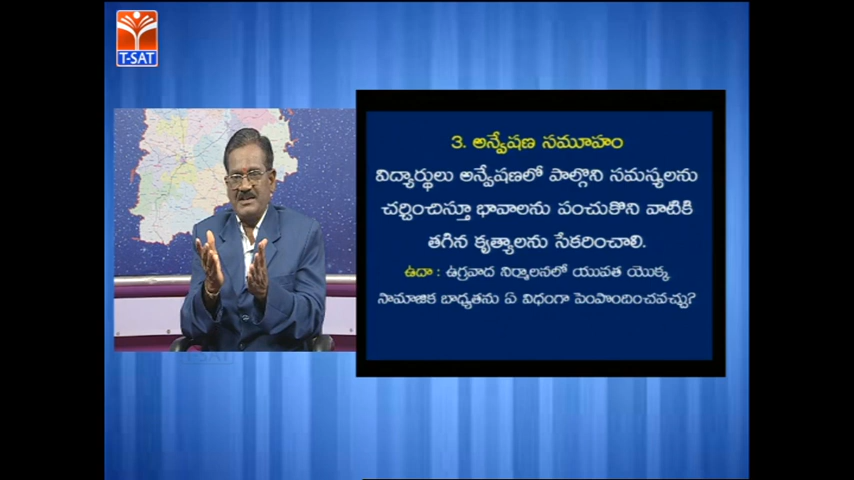 T-SAT
3. అన్వేషణ సమూహం
విద్యార్థులు అన్వేషణలో పాల్గొని సమస్యలను
చర్చించిస్తూ భావాలను పంచుకొని వాటికి
తగిన కృత్యాలను సేకరించాలి.
ఉదా : ఉగ్రవాద నిర్మూలనలో యువత యొక్క
సామాజిక బాధ్యతను ఏ విధంగా పెంపొందించవచ్చు?
T-SAT